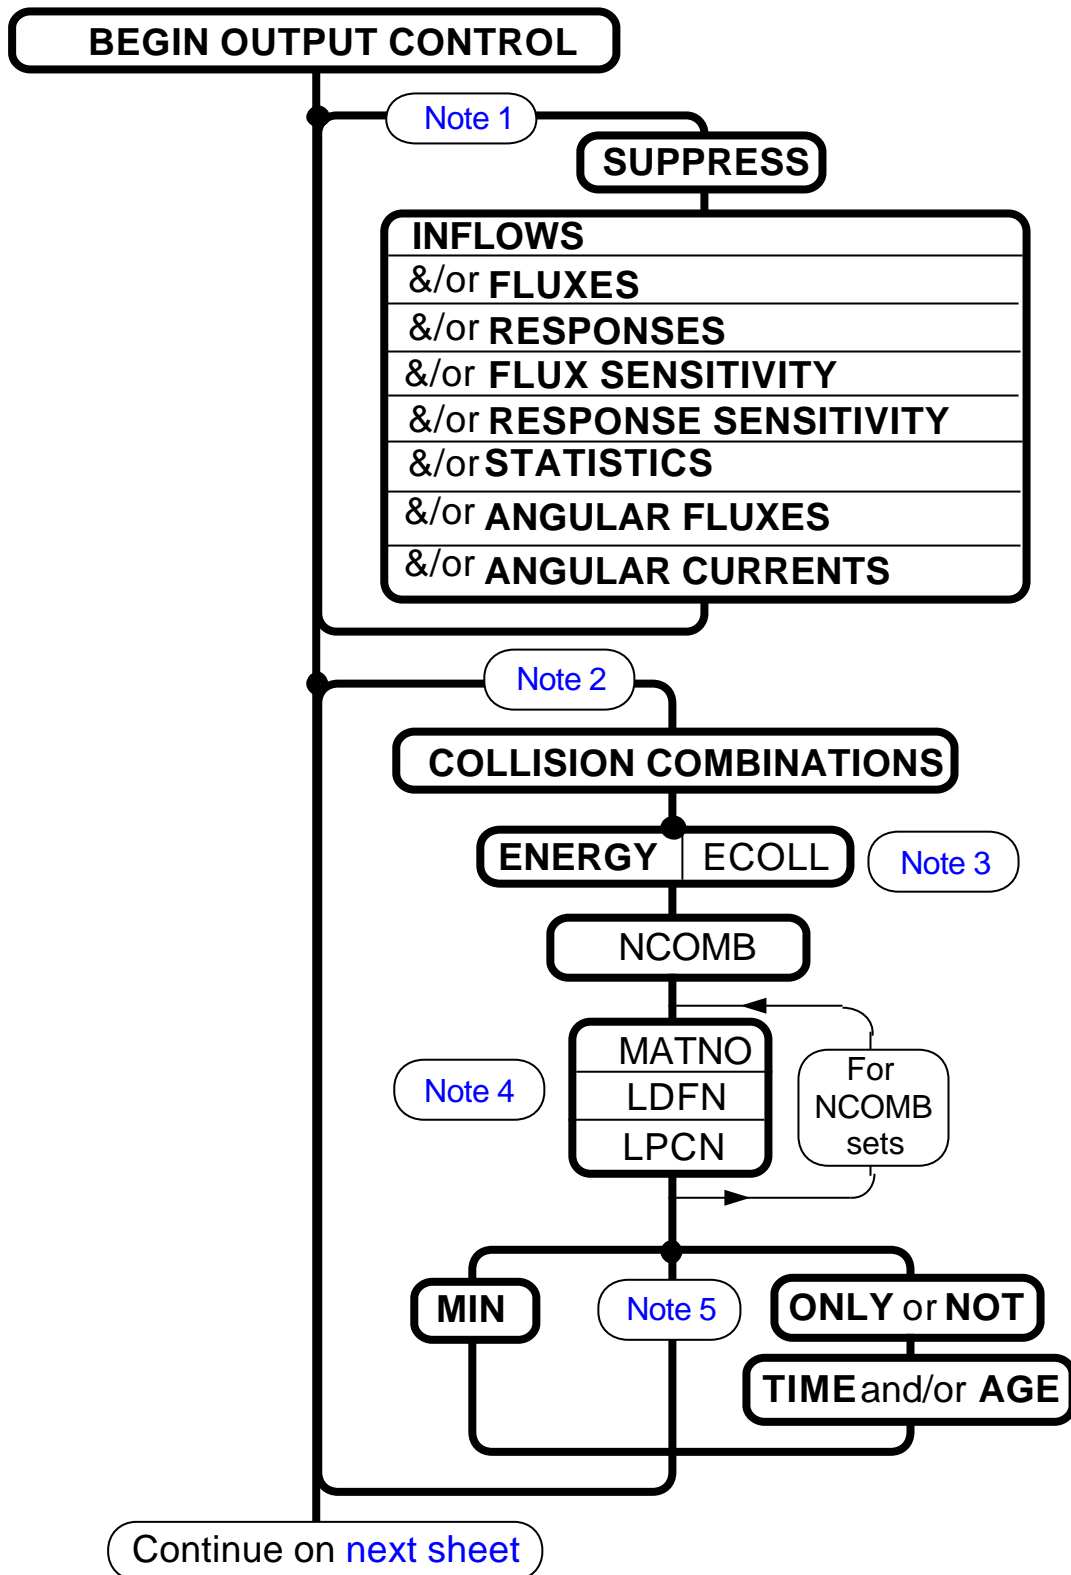 BEGIN OUTPUT CONTROL
Note 1
SUPPRESS
INFLOWS
&/or FLUXES
&/or RESPONSES
&/or FLUX SENSITIVITY
&/or RESPONSE SENSITIVITY
&/or STATISTICS
&/or ANGULAR FLUXES
&/or ANGULAR CURRENTS
Note 2
COLLISION COMBINATIONS
ENERGY ECOLL
Note 3
NCOMB
MATNO
LDFN
LPCN
Note 4
For
NCOMB
sets
MIN
Note 5
ONLY or NOT
TIME and/or AGE
Continue on next sheet